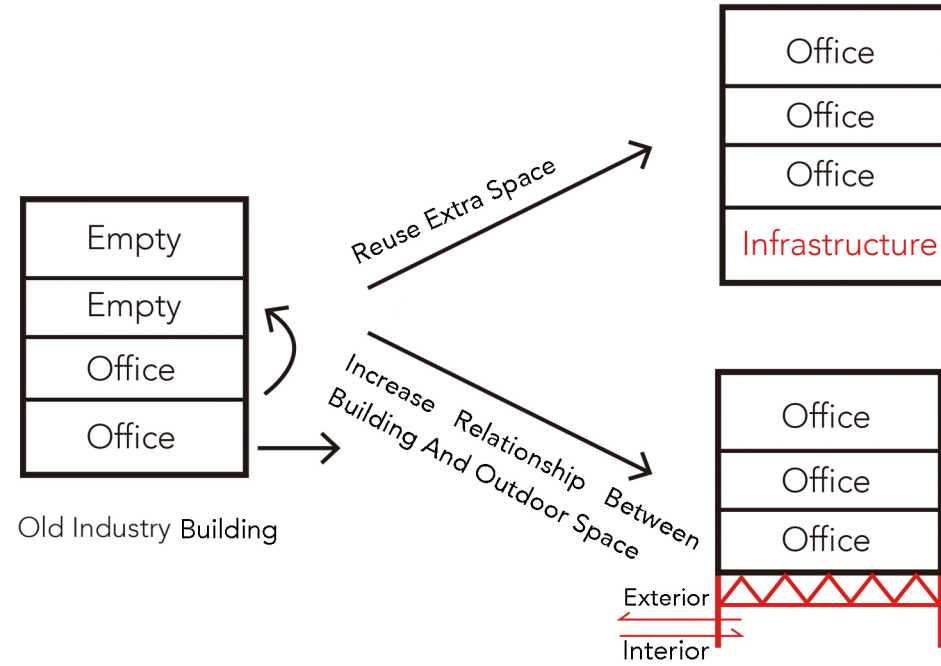 Empty
Empty
Office
Office
Old Industry Building
Reuse Extra Space
Increase Relationship Between
Building And Outdoor Space
Office
Office
Office
Infrastructure
Office
Office
Office
Exterior
Interior